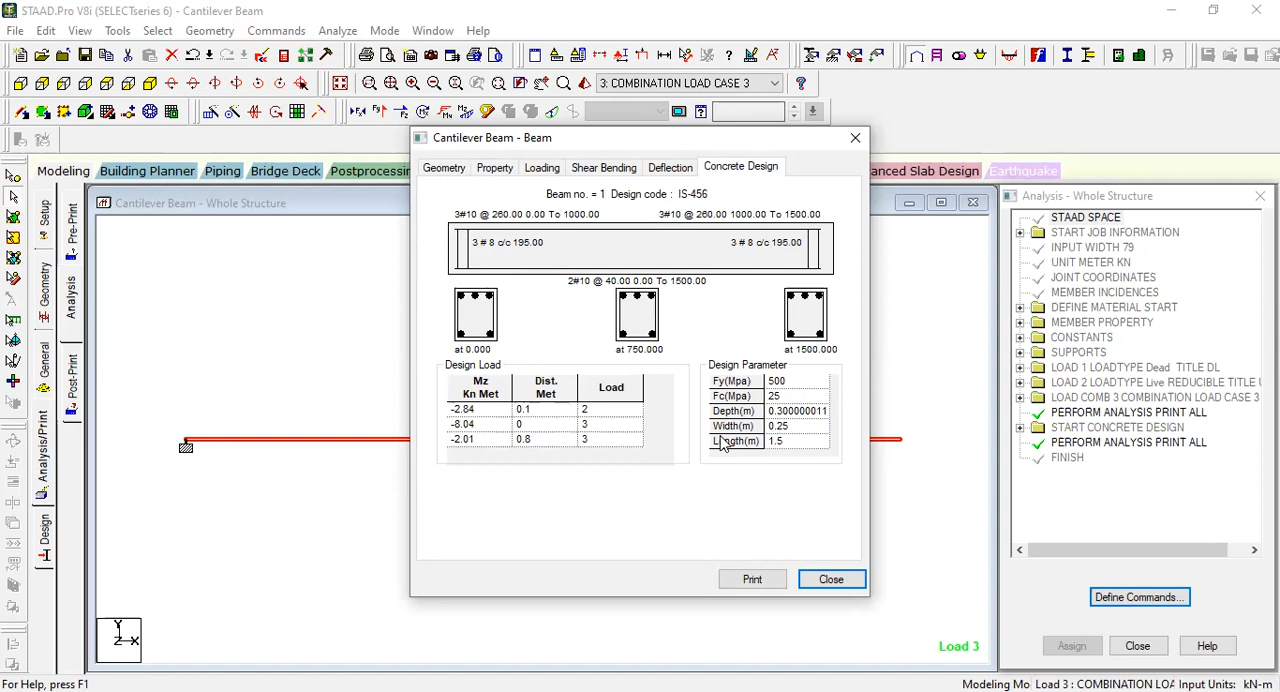 STAAD.Pro V8i (SELECTseries 6) - Cantilever Beam
File Edit View Tools Select Geometry Commands Analyze Mode Window Help
3: COMBINATION LOAD CASE 3
Modeling Building Planner Piping Bridge Deck Postprocessin anced Slab Design Earthquake
Cantilever Beam - Whole Structure
Setup
Geometry
General
Analysis/Print
Design
Pre-Print
Analysis
Post-Print
Cantilever Beam - Beam
Geometry Property Loading Shear Bending Deflection Concrete Design
Beam no. = 1 Design code : IS-456
3#10 @ 260.00 0.00 To 1000.00 3#10 @ 260.00 1000.00 To 1500.00
3 # 8 c/c 195.00 3 # 8 c/c 195.00
2#10 @ 40.00 0.00 To 1500.00
at 0.000 at 750.000 at 1500.000
Design Load
Mz Kn Met Dist. Met Load
-2.84 0.1 2
-8.04 0 3
-2.01 0.8 3
Design Parameter
Fy(Mpa) 500
Fc(Mpa) 25
Depth(m) 0.300000011
Width(m) 0.25
Length(m) 1.5
Print Close
Analysis - Whole Structure
STAAD SPACE
START JOB INFORMATION
INPUT WIDTH 79
UNIT METER KN
JOINT COORDINATES
MEMBER INCIDENCES
DEFINE MATERIAL START
MEMBER PROPERTY
CONSTANTS
SUPPORTS
LOAD 1 LOADTYPE Dead TITLE DL
LOAD 2 LOADTYPE Live REDUCIBLE TITLE
LOAD COMB 3 COMBINATION LOAD CASE 3
PERFORM ANALYSIS PRINT ALL
START CONCRETE DESIGN
PERFORM ANALYSIS PRINT ALL
FINISH
Define Commands...
Assign Close Help
Y
Z X
Load 3
For Help, press F1 Modeling Mo Load 3 : COMBINATION LOA Input Units: kN-m